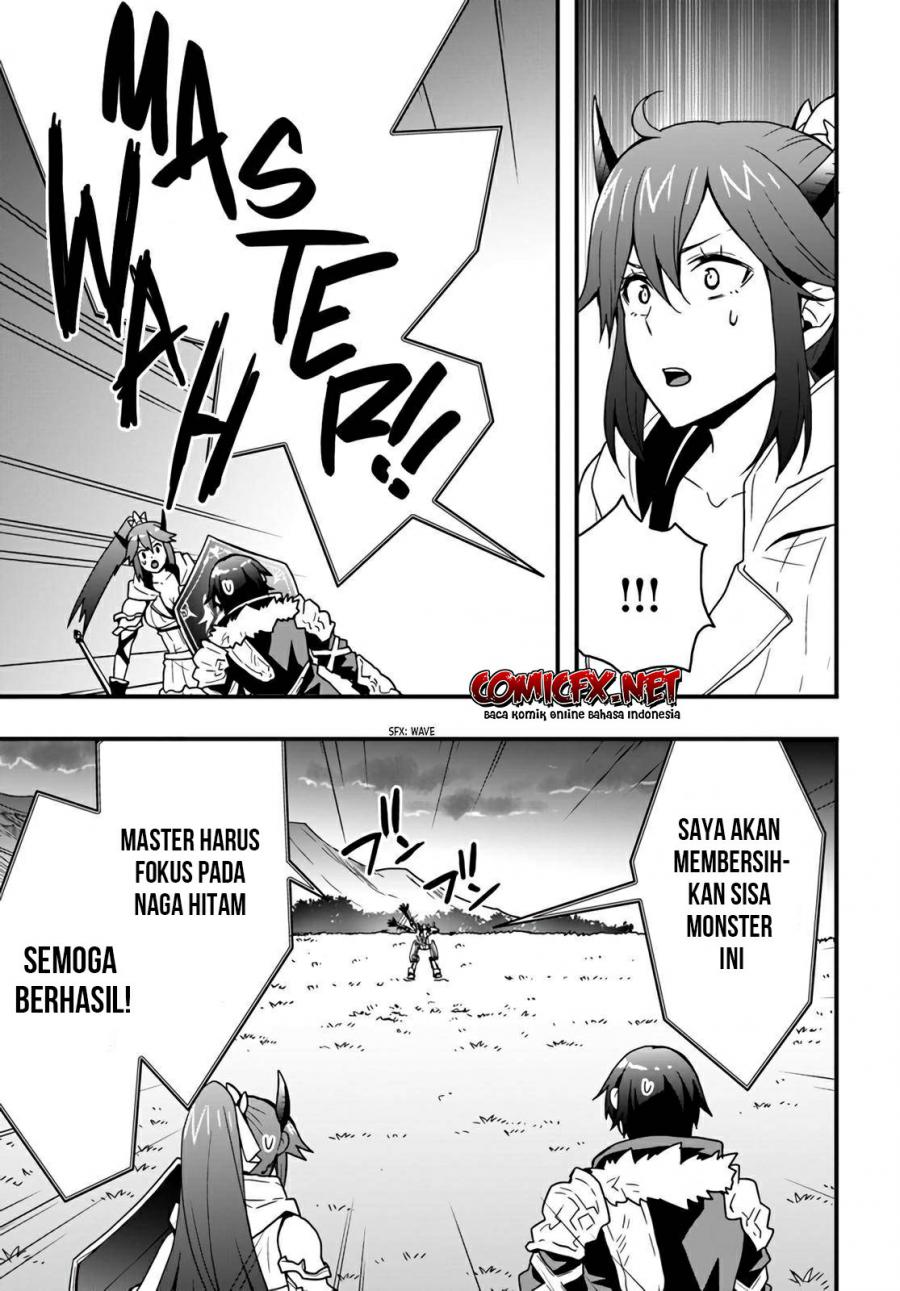 !!!
MASTER!!
WAH
COMICFX.NET
BACA KOMIK ONLINE BAHASA INDONESIA
SFX: WAVE
SAYA AKAN
MEMBERSIH-
KAN SISA
MONSTER
INI
ブン
ブン
MASTER HARUS
FOKUS PADA
NAGA HITAM
SEMOGA
BERHASIL!